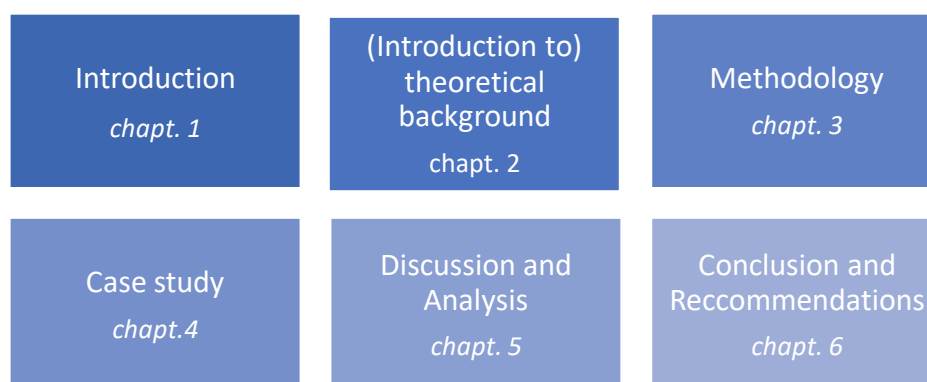 Introduction
chapt. 1
(Introduction to)
theoretical
background
chapt. 2
Methodology
chapt. 3
Case study
chapt.4
Discussion and
Analysis
chapt. 5
Conclusion and
Reccommendations
chapt. 6